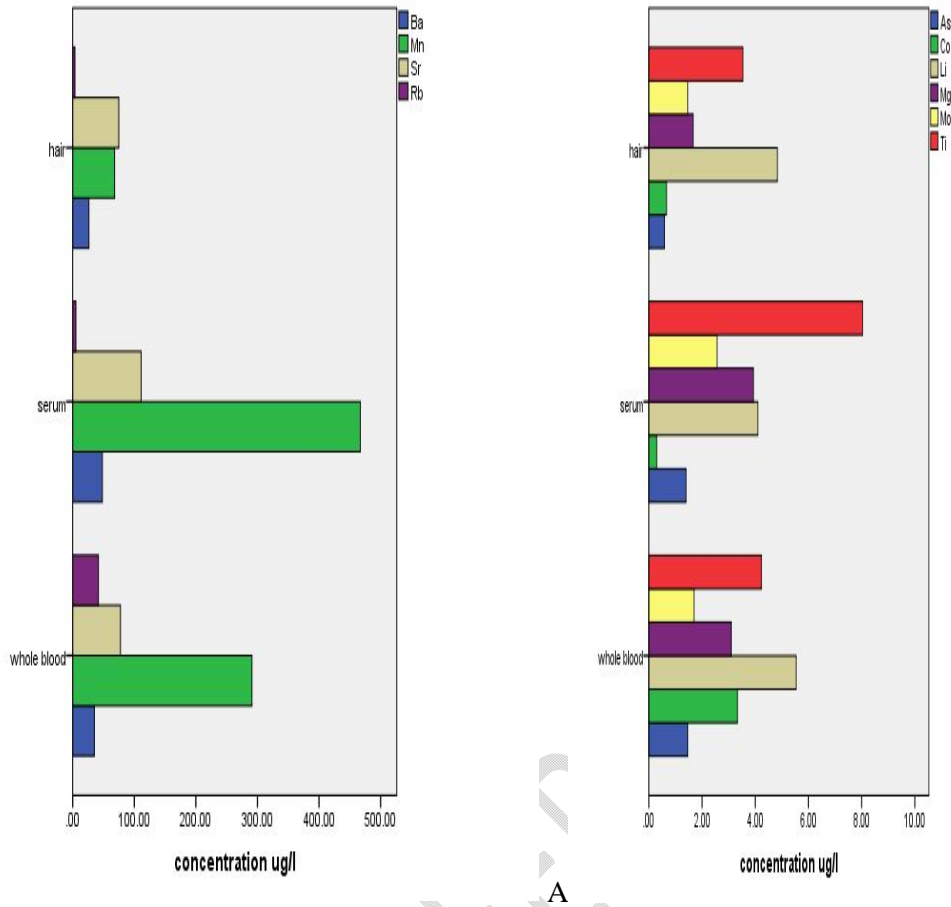 Ba
Mn
Sr
Rb
hair
serum
whole blood
.00 100.00 200.00 300.00 400.00 500.00
concentration ug/l
As
Co
Li
Mg
Mo
Ti
hair
serum
whole blood
.00 2.00 4.00 6.00 8.00 10.00
concentration ug/l
A